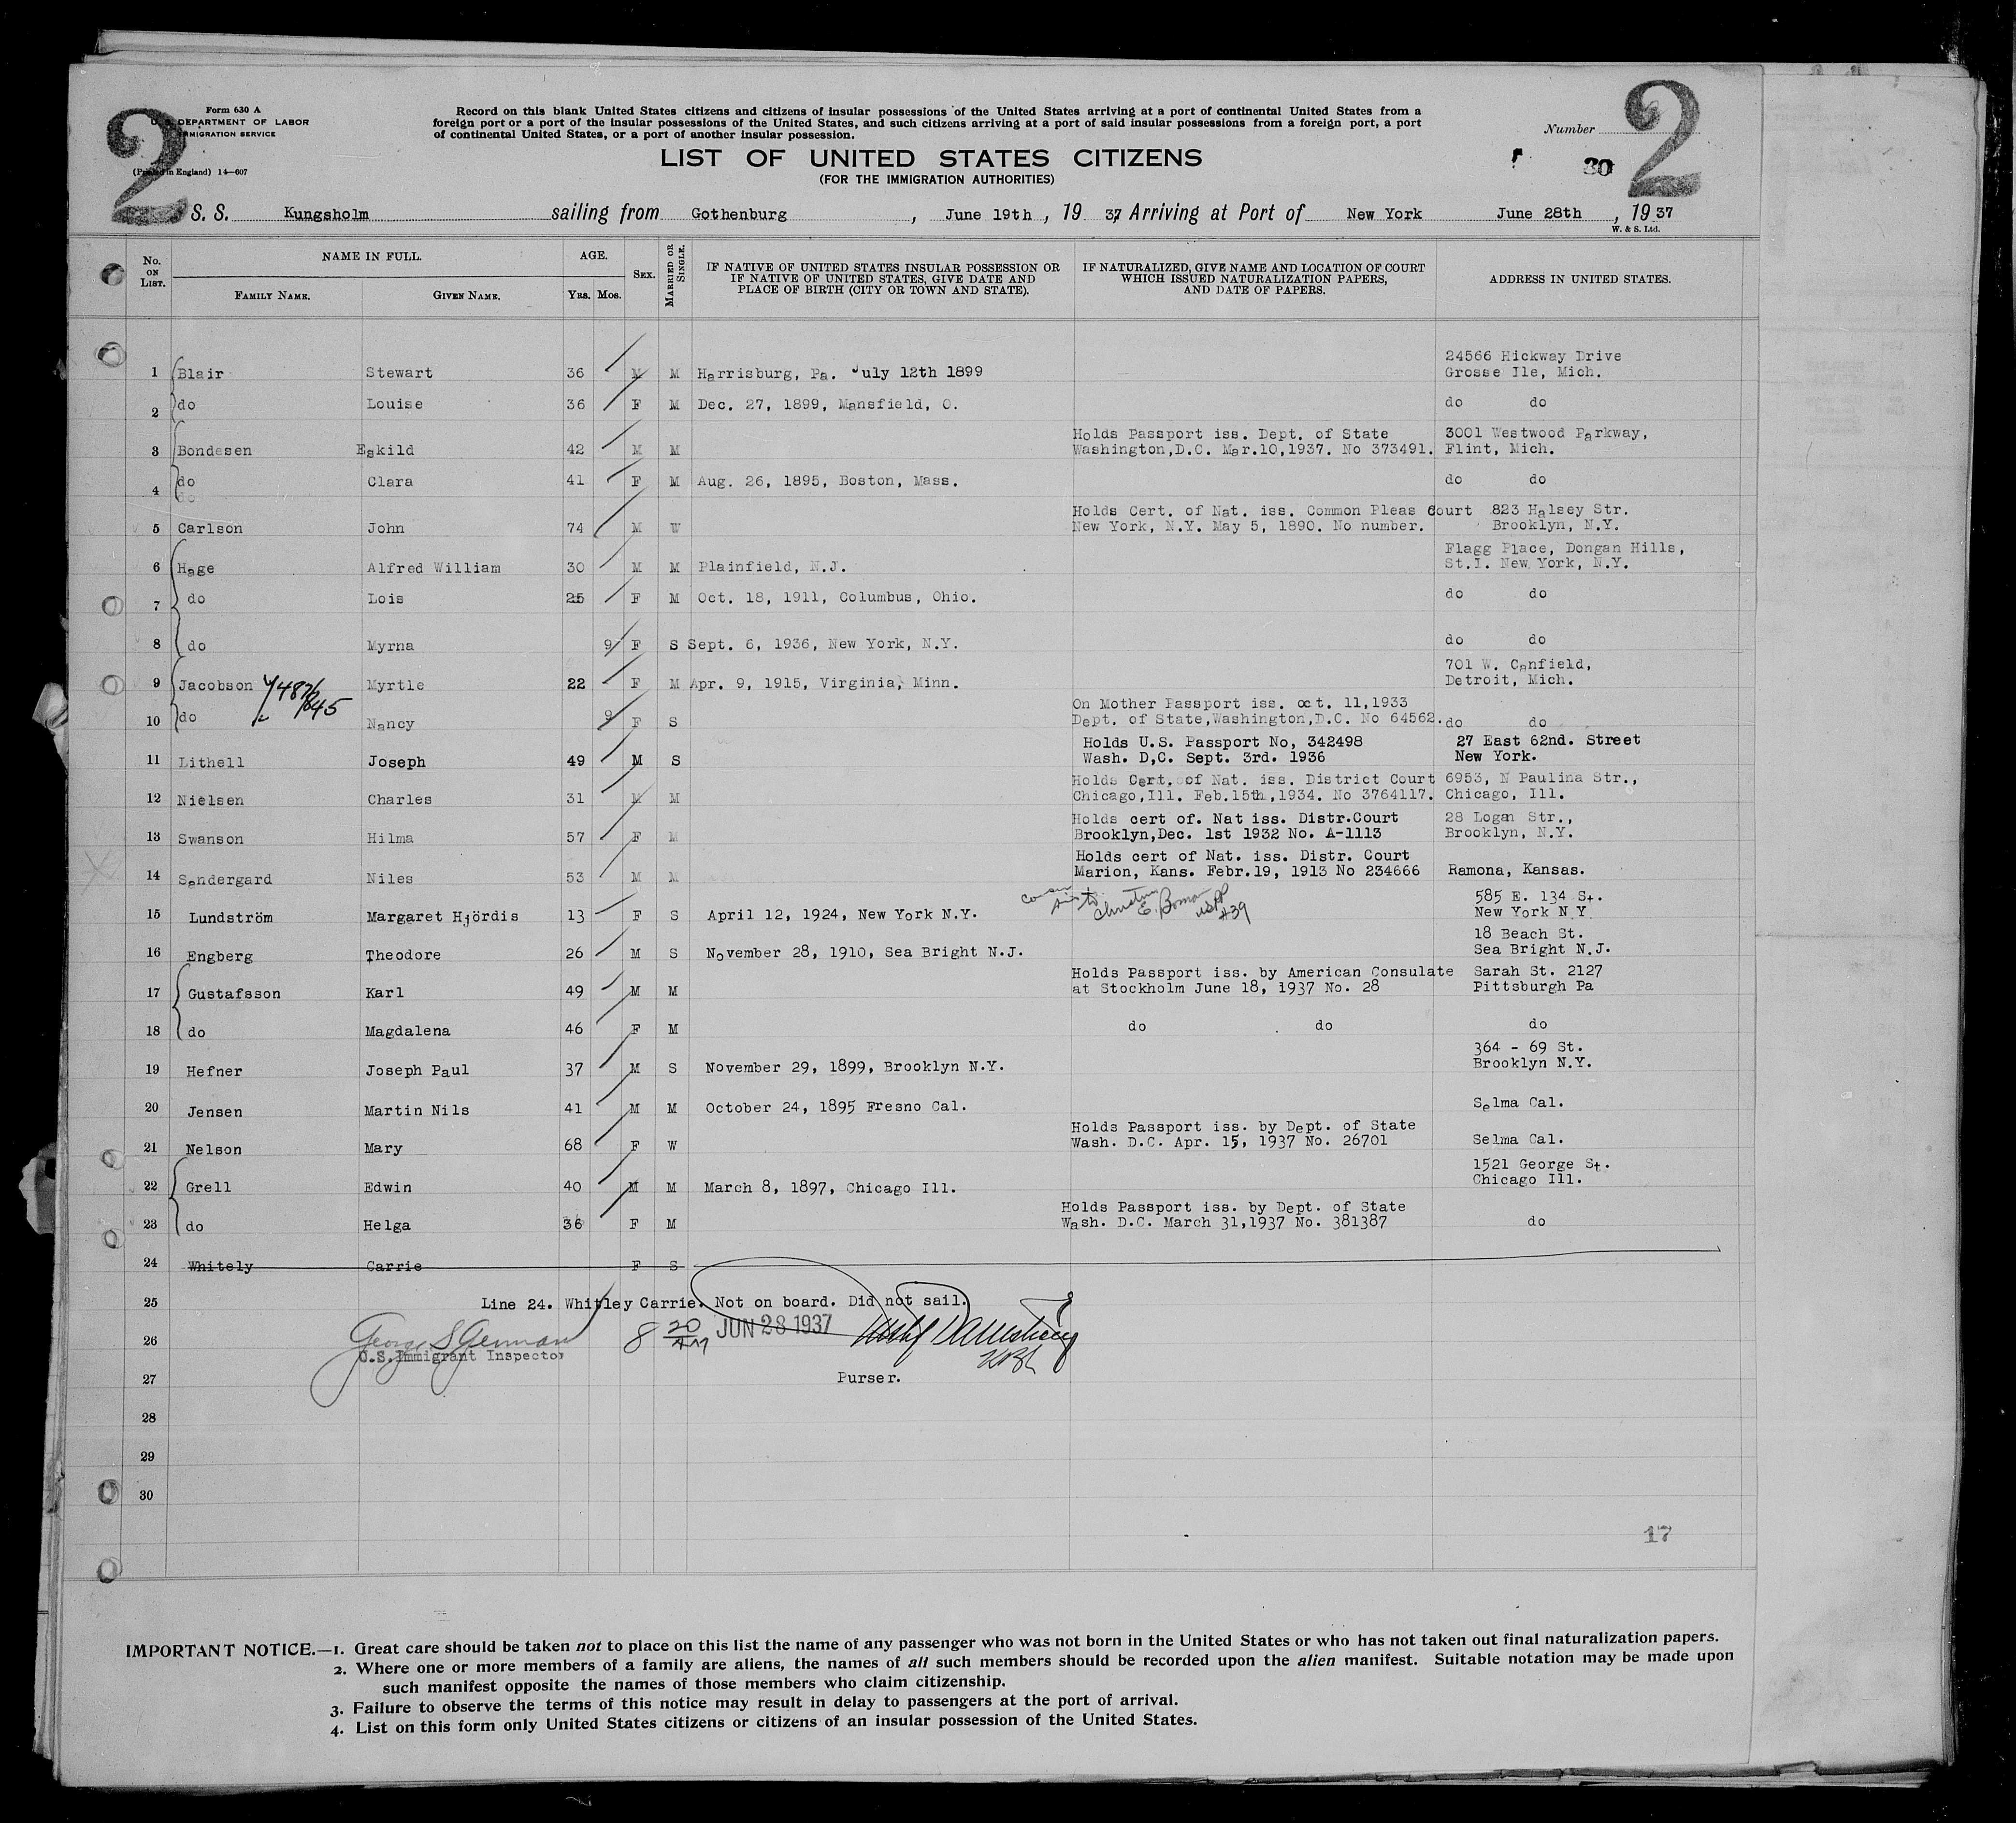 2
2
Form 630 A
U. S. DEPARTMENT OF LABOR
IMMIGRATION SERVICE
(Printed in England) 14—607
Record on this blank United States citizens and citizens of insular possessions of the United States arriving at a port of continental United States from a
foreign port or a port of the insular possessions of the United States, and such citizens arriving at a port of said insular possessions from a foreign port, a port
of continental United States, or a port of another insular possession.
Number
LIST OF UNITED STATES CITIZENS
(FOR THE IMMIGRATION AUTHORITIES)
30
S. S. Kungsholm sailing from Gothenburg, June 19th, 19 37, Arriving at Port of New York June 28th, 19 37
W. & S. Ltd.
No. ON LIST.
NAME IN FULL.
FAMILY NAME. GIVEN NAME.
AGE.
YRS. MOS.
SEX.
MARRIED OR SINGLE.
IF NATIVE OF UNITED STATES INSULAR POSSESSION OR
IF NATIVE OF UNITED STATES, GIVE DATE AND
PLACE OF BIRTH (CITY OR TOWN AND STATE).
IF NATURALIZED, GIVE NAME AND LOCATION OF COURT
WHICH ISSUED NATURALIZATION PAPERS,
AND DATE OF PAPERS.
ADDRESS IN UNITED STATES.
24566 Hickway Drive
1 Blair Stewart 36 M M Harrisburg, Pa. July 12th 1899 Grosse Ile, Mich.
2 do Louise 36 F M Dec. 27, 1899, Mansfield, O. do do
Holds Passport iss. Dept. of State 3001 Westwood Parkway,
3 Bondesen Eskild 42 M M Washington,D.C. Mar.10,1937. No 373491. Flint, Mich.
4 do Clara 41 F M Aug. 26, 1895, Boston, Mass. do do
do
Holds Cert. of Nat. iss. Common Pleas Court 823 Halsey Str.
5 Carlson John 74 M W New York, N.Y. May 5, 1890. No number. Brooklyn, N.Y.
Flagg Place, Dongan Hills,
6 Hage Alfred William 30 M M Plainfield, N.J. St.I. New York, N.Y.
7 do Lois 25 F M Oct. 18, 1911, Columbus, Ohio. do do
8 do Myrna 9 F S Sept. 6, 1936, New York, N.Y. do do
701 W. Canfield,
9 Jacobson Myrtle 22 F M Apr. 9, 1915, Virginia, Minn. Detroit, Mich.
On Mother Passport iss. oct. 11,1933
10 do Nancy 9 F S Dept. of State,Washington,D.C. No 64562. do do
Holds U.S. Passport No, 342498 27 East 62nd. Street
11 Lithell Joseph 49 M S Wash. D,C. Sept. 3rd. 1936 New York.
Holds Cert. of Nat. iss. District Court 6953, N Paulina Str.,
12 Nielsen Charles 31 M M Chicago,Ill. Feb.15th,1934. No 3764117. Chicago, Ill.
Holds cert of. Nat iss. Distr.Court 28 Logan Str.,
13 Swanson Hilma 57 F M Brooklyn,Dec. 1st 1932 No. A-1113 Brooklyn, N.Y.
Holds cert of Nat. iss. Distr. Court
14 Sendergard Niles 53 M M Marion, Kans. Febr.19, 1913 No 234666 Ramona, Kansas.
585 E. 134 St.
15 Lundström Margaret Hjördis 13 F S April 12, 1924, New York N.Y. New York N.Y.
18 Beach St.
16 Engberg Theodore 26 M S November 28, 1910, Sea Bright N.J. Sea Bright N.J.
Holds Passport iss. by American Consulate Sarah St. 2127
17 Gustafsson Karl 49 M M at Stockholm June 18, 1937 No. 28 Pittsburgh Pa
18 do Magdalena 46 F M do do do
364 - 69 St.
19 Hefner Joseph Paul 37 M S November 29, 1899, Brooklyn N.Y. Brooklyn N.Y.
20 Jensen Martin Nils 41 M M October 24, 1895 Fresno Cal. Selma Cal.
Holds Passport iss. by Dept. of State
21 Nelson Mary 68 F W Wash. D.C. Apr. 15, 1937 No. 26701 Selma Cal.
1521 George St.
22 Grell Edwin 40 M M March 8, 1897, Chicago Ill. Chicago Ill.
Holds Passport iss. by Dept. of State
23 do Helga 36 F M Wash. D.C. March 31,1937 No. 381387 do
24 Whitely Carrie F S
25 Line 24. Whitley Carrie. Not on board. Did not sail.
26 George S German 8 20 AM JUN 28 1937
U.S.Immigrant Inspector
27 Purser.
28
29
30
17
IMPORTANT NOTICE.—1. Great care should be taken not to place on this list the name of any passenger who was not born in the United States or who has not taken out final naturalization papers.
2. Where one or more members of a family are aliens, the names of all such members should be recorded upon the alien manifest. Suitable notation may be made upon
such manifest opposite the names of those members who claim citizenship.
3. Failure to observe the terms of this notice may result in delay to passengers at the port of arrival.
4. List on this form only United States citizens or citizens of an insular possession of the United States.